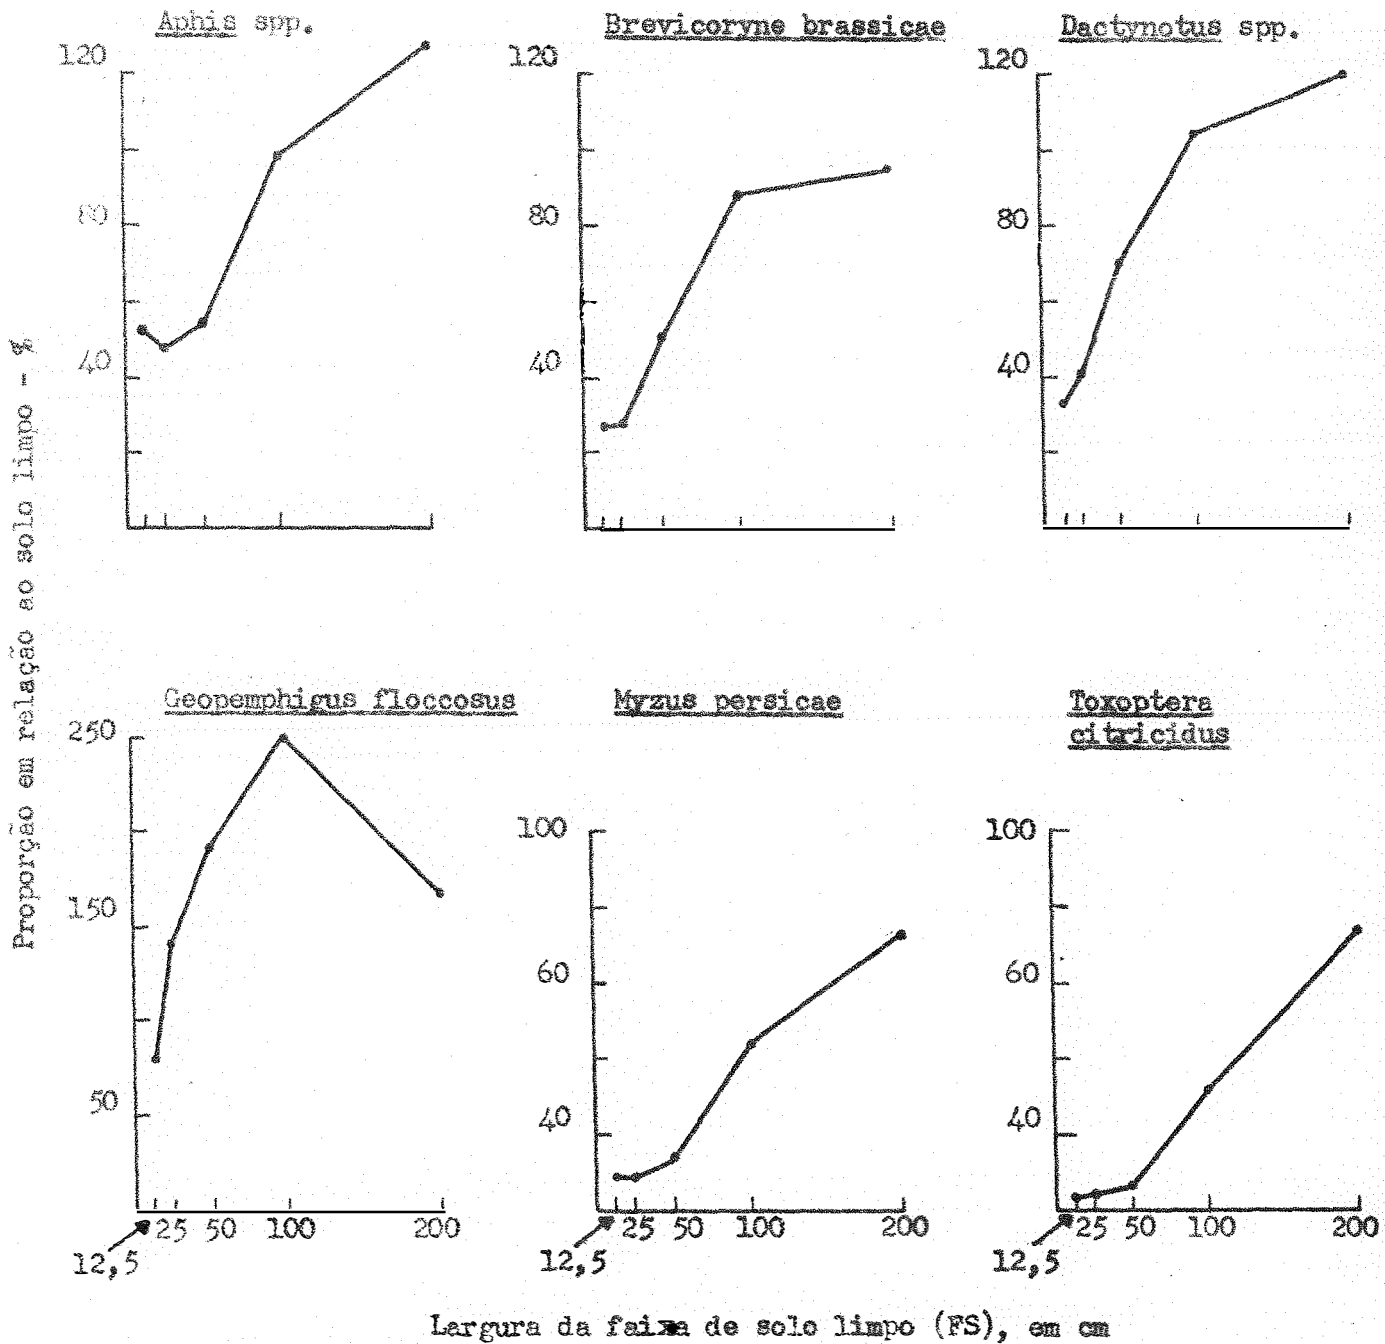 Aphis spp.
Brevicoryne brassicae
Dactynotus spp.
120
80
40
120
80
40
120
80
40
Proporção em relação ao solo limpo - %
Geopemphigus floccosus
Myzus persicae
Toxoptera
citricidus
250
150
50
100
60
40
100
60
40
25 50 100 200
12,5
25 50 100 200
12,5
25 50 100 200
12,5
Largura da faixa de solo limpo (FS), em cm